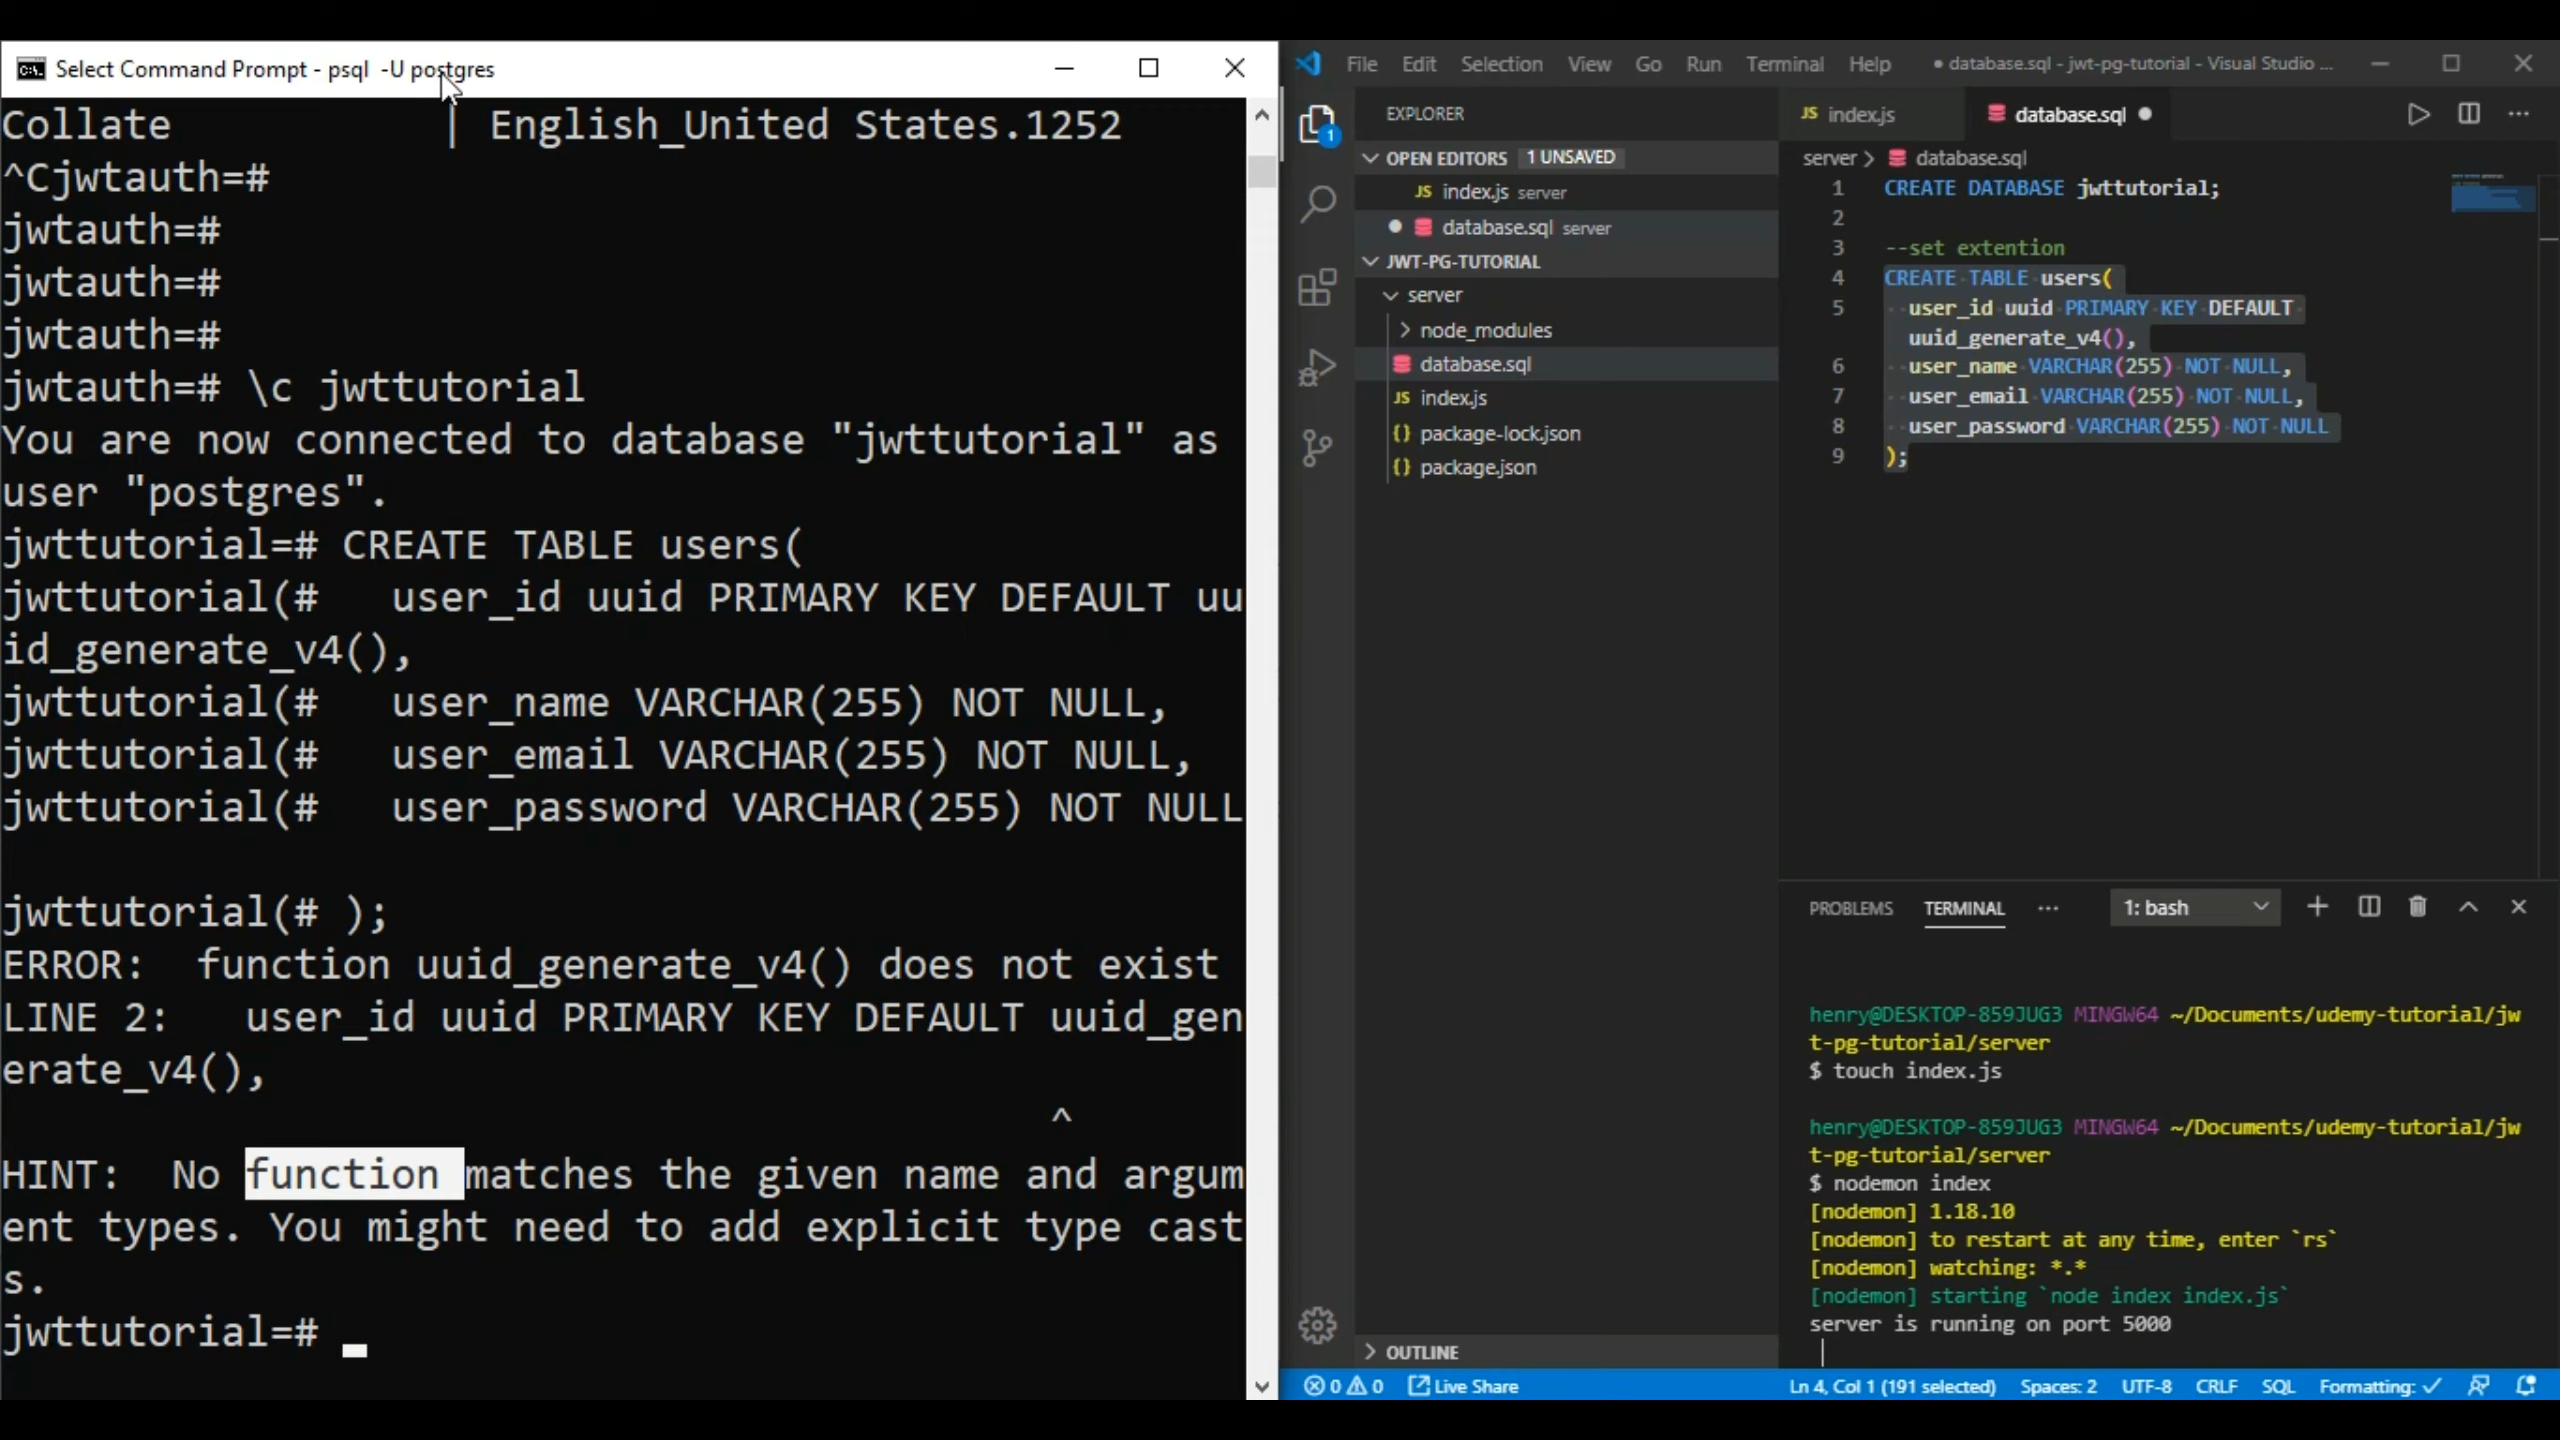 Select Command Prompt - psql  -U postgres
Collate            |  English_United States.1252
^Cjwtauth=#
jwtauth=#
jwtauth=#
jwtauth=#
jwtauth=# \c jwttutorial
You are now connected to database "jwttutorial" as
user "postgres".
jwttutorial=# CREATE TABLE users(
jwttutorial(#   user_id uuid PRIMARY KEY DEFAULT uu
id_generate_v4(),
jwttutorial(#   user_name VARCHAR(255) NOT NULL,
jwttutorial(#   user_email VARCHAR(255) NOT NULL,
jwttutorial(#   user_password VARCHAR(255) NOT NULL
jwttutorial(# );
ERROR:  function uuid_generate_v4() does not exist
LINE 2:   user_id uuid PRIMARY KEY DEFAULT uuid_gen
erate_v4(),
^
HINT:  No function matches the given name and argum
ent types. You might need to add explicit type cast
s.
jwttutorial=#
File Edit Selection View Go Run Terminal Help ● database.sql - jwt-pg-tutorial - Visual Studio ...
EXPLORER
OPEN EDITORS 1 UNSAVED
JS index.js server
database.sql server
JWT-PG-TUTORIAL
server
node_modules
database.sql
JS index.js
{} package-lock.json
{} package.json
OUTLINE
JS index.js database.sql ●
server > database.sql
1 CREATE DATABASE jwttutorial;
2
3 --set extention
4 CREATE TABLE users(
5 user_id uuid PRIMARY KEY DEFAULT
uuid_generate_v4(),
6 user_name VARCHAR(255) NOT NULL,
7 user_email VARCHAR(255) NOT NULL,
8 user_password VARCHAR(255) NOT NULL
9 );
PROBLEMS TERMINAL ··· 1: bash
henry@DESKTOP-859JUG3 MINGW64 ~/Documents/udemy-tutorial/jw
t-pg-tutorial/server
$ touch index.js
henry@DESKTOP-859JUG3 MINGW64 ~/Documents/udemy-tutorial/jw
t-pg-tutorial/server
$ nodemon index
[nodemon] 1.18.10
[nodemon] to restart at any time, enter `rs`
[nodemon] watching: *.*
[nodemon] starting `node index index.js`
server is running on port 5000
0 0 Live Share Ln 4, Col 1 (191 selected) Spaces: 2 UTF-8 CRLF SQL Formatting: ✓